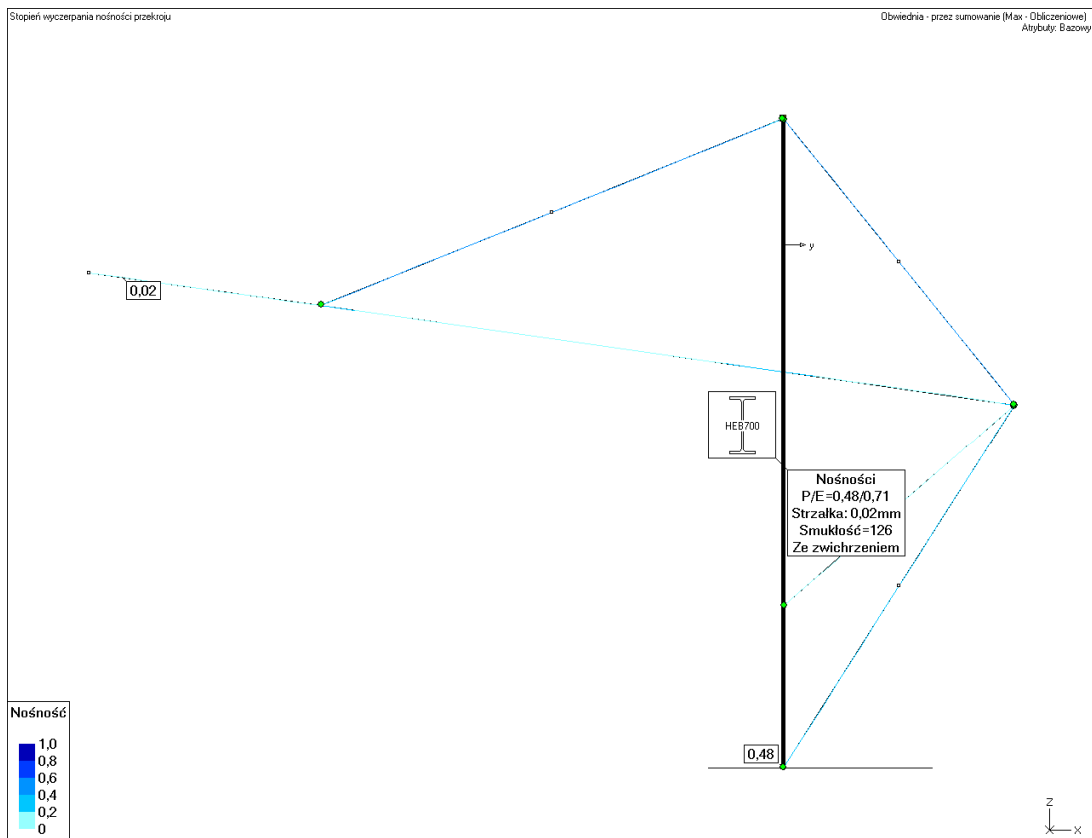 Stopień wyczerpania nośności przekroju
Obwiednia - przez sumowanie (Max - Obliczeniowe)
Atrybuty: Bazowy
y
0,02
HEB700
Nośności
P/E=0,48/0,71
Strzałka: 0,02mm
Smukłość=126
Ze zwichrzeniem
0,48
Nośność
1,0
0,8
0,6
0,4
0,2
0
Z
X